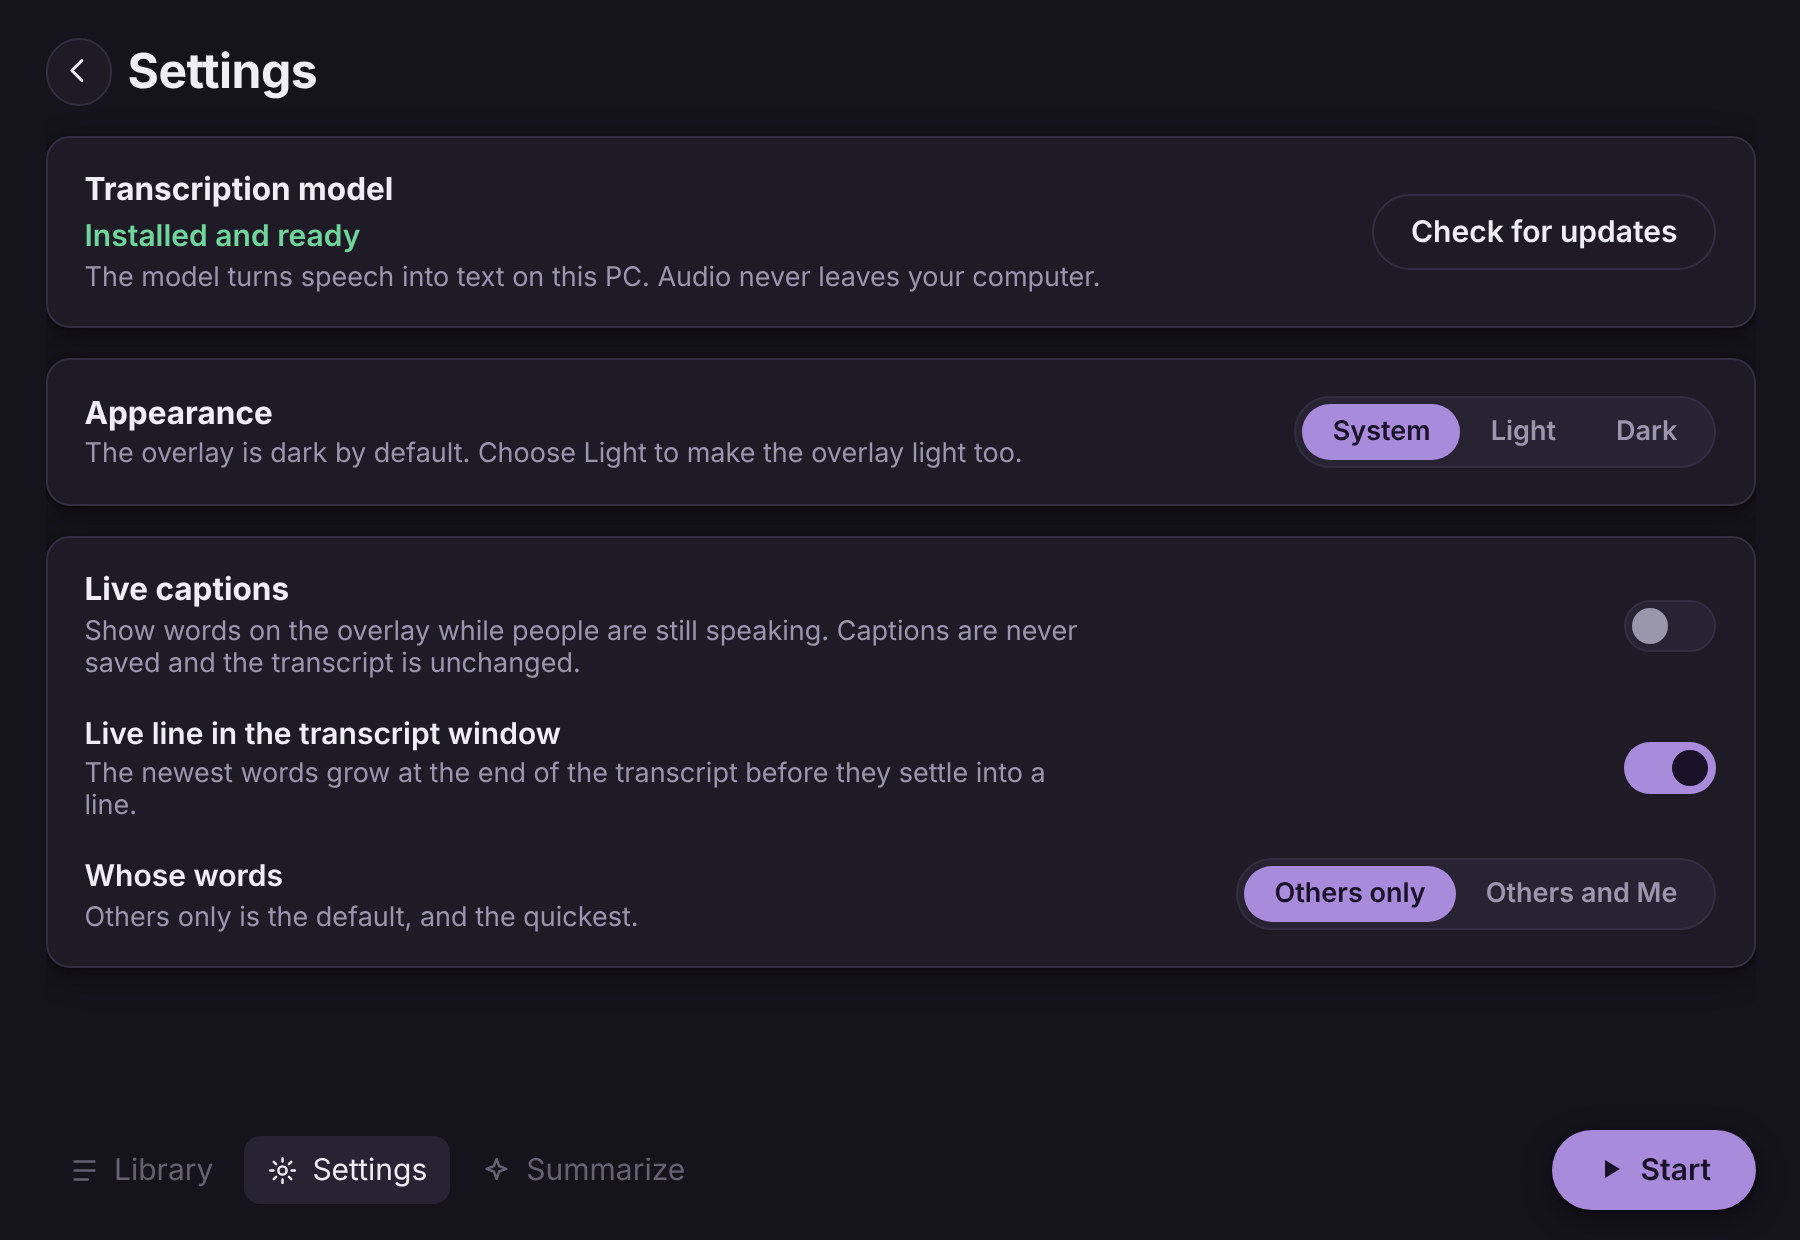 Settings
Transcription model
Installed and ready
The model turns speech into text on this PC. Audio never leaves your computer.
Check for updates
Appearance
The overlay is dark by default. Choose Light to make the overlay light too.
System Light Dark
Live captions
Show words on the overlay while people are still speaking. Captions are never
saved and the transcript is unchanged.
Live line in the transcript window
The newest words grow at the end of the transcript before they settle into a
line.
Whose words
Others only is the default, and the quickest.
Others only Others and Me
Library Settings Summarize Start